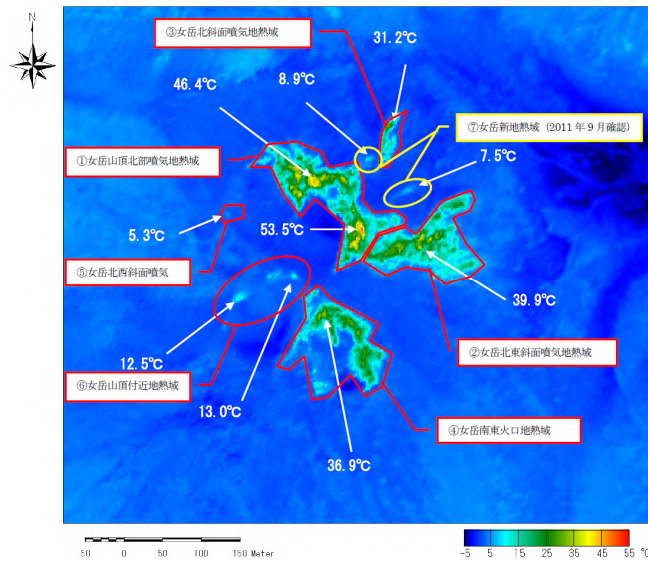 N
③女岳北斜面噴気地熱域
31.2℃
46.4℃
8.9℃
⑦女岳新地熱域（2011年9月確認）
①女岳山頂北部噴気地熱域
7.5℃
5.3℃
53.5℃
⑤女岳北西斜面噴気
39.9℃
12.5℃
②女岳北東斜面噴気地熱域
⑥女岳山頂付近地熱域
13.0℃
④女岳南東火口地熱域
36.9℃
50 0 50 100 150 Meter
-5 5 15 25 35 45 55 ℃